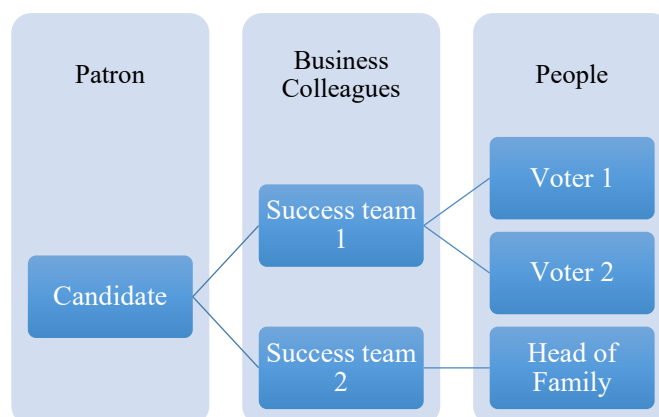 Patron
Business
Colleagues
People
Candidate
Success team
1
Success team
2
Voter 1
Voter 2
Head of
Family